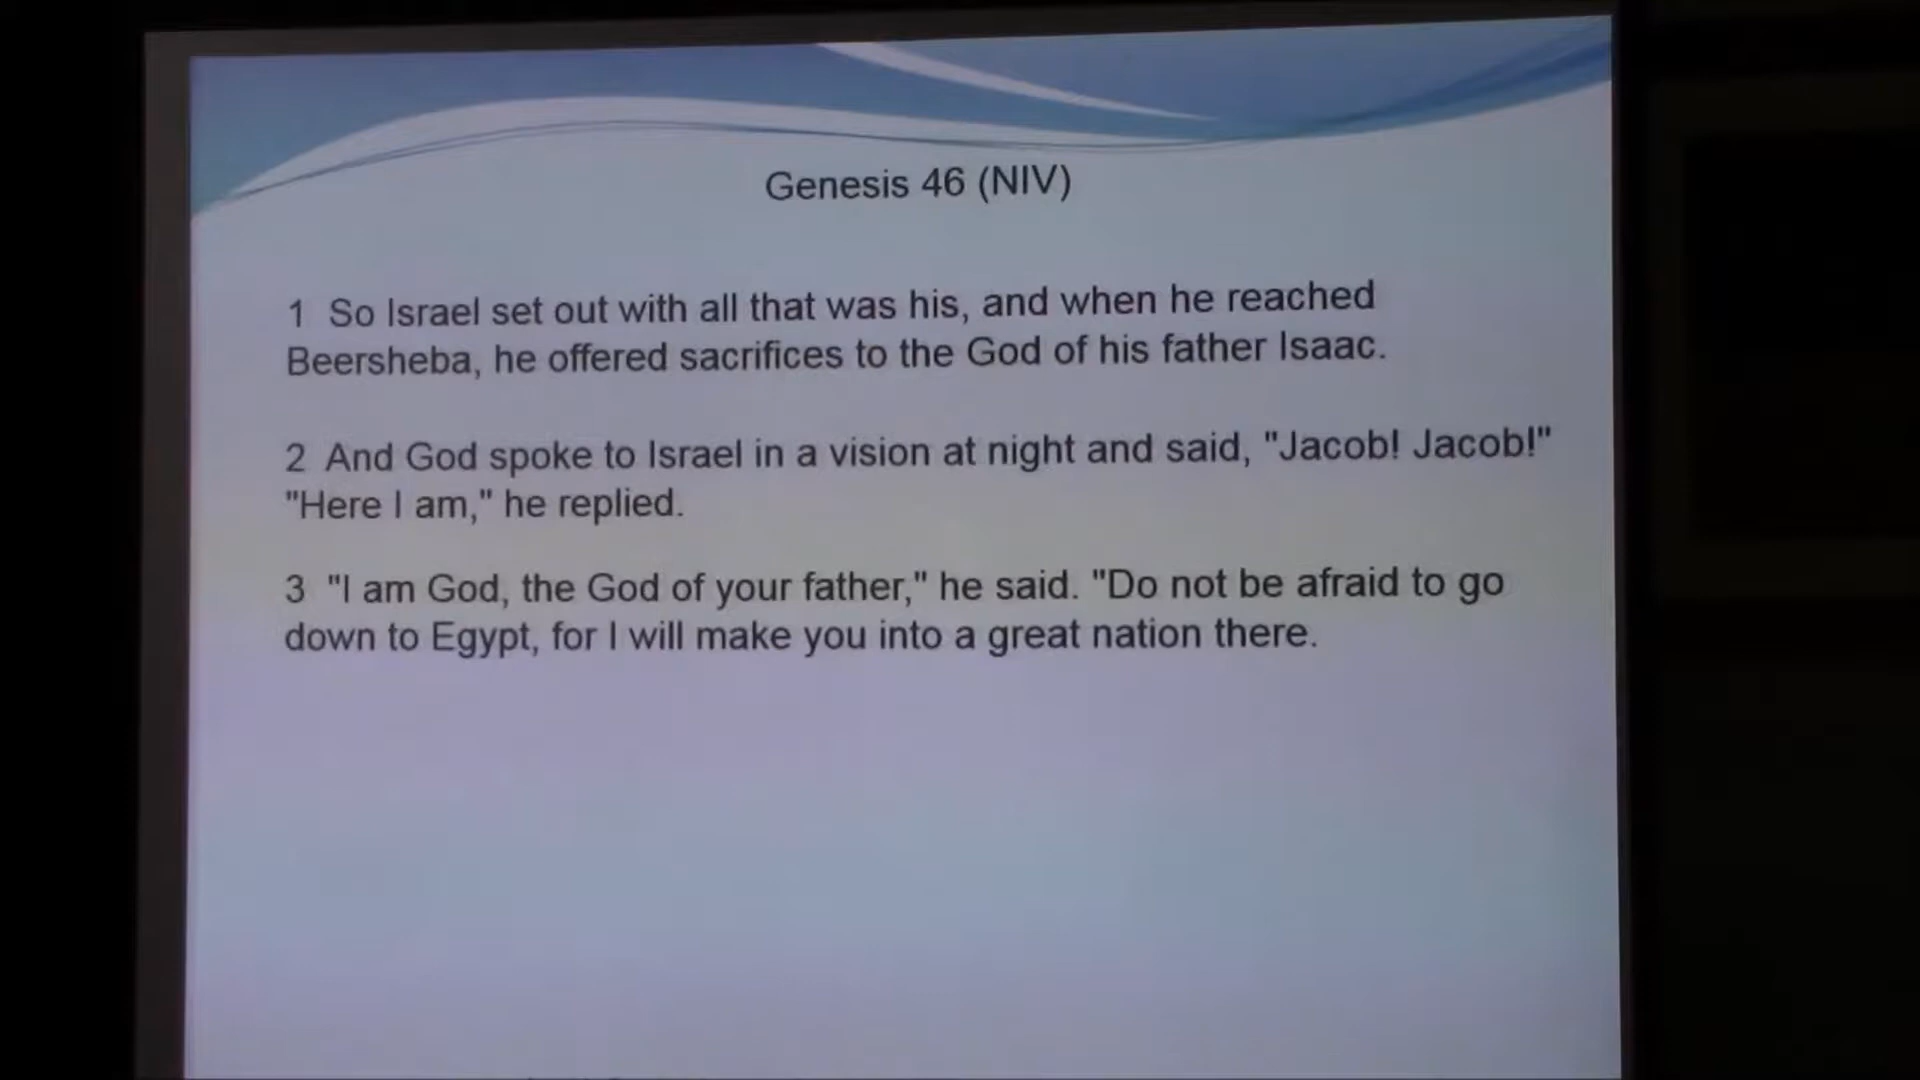 Genesis 46 (NIV)
1 So Israel set out with all that was his, and when he reached
Beersheba, he offered sacrifices to the God of his father Isaac.
2 And God spoke to Israel in a vision at night and said, "Jacob! Jacob!"
"Here I am," he replied.
3 "I am God, the God of your father," he said. "Do not be afraid to go
down to Egypt, for I will make you into a great nation there.